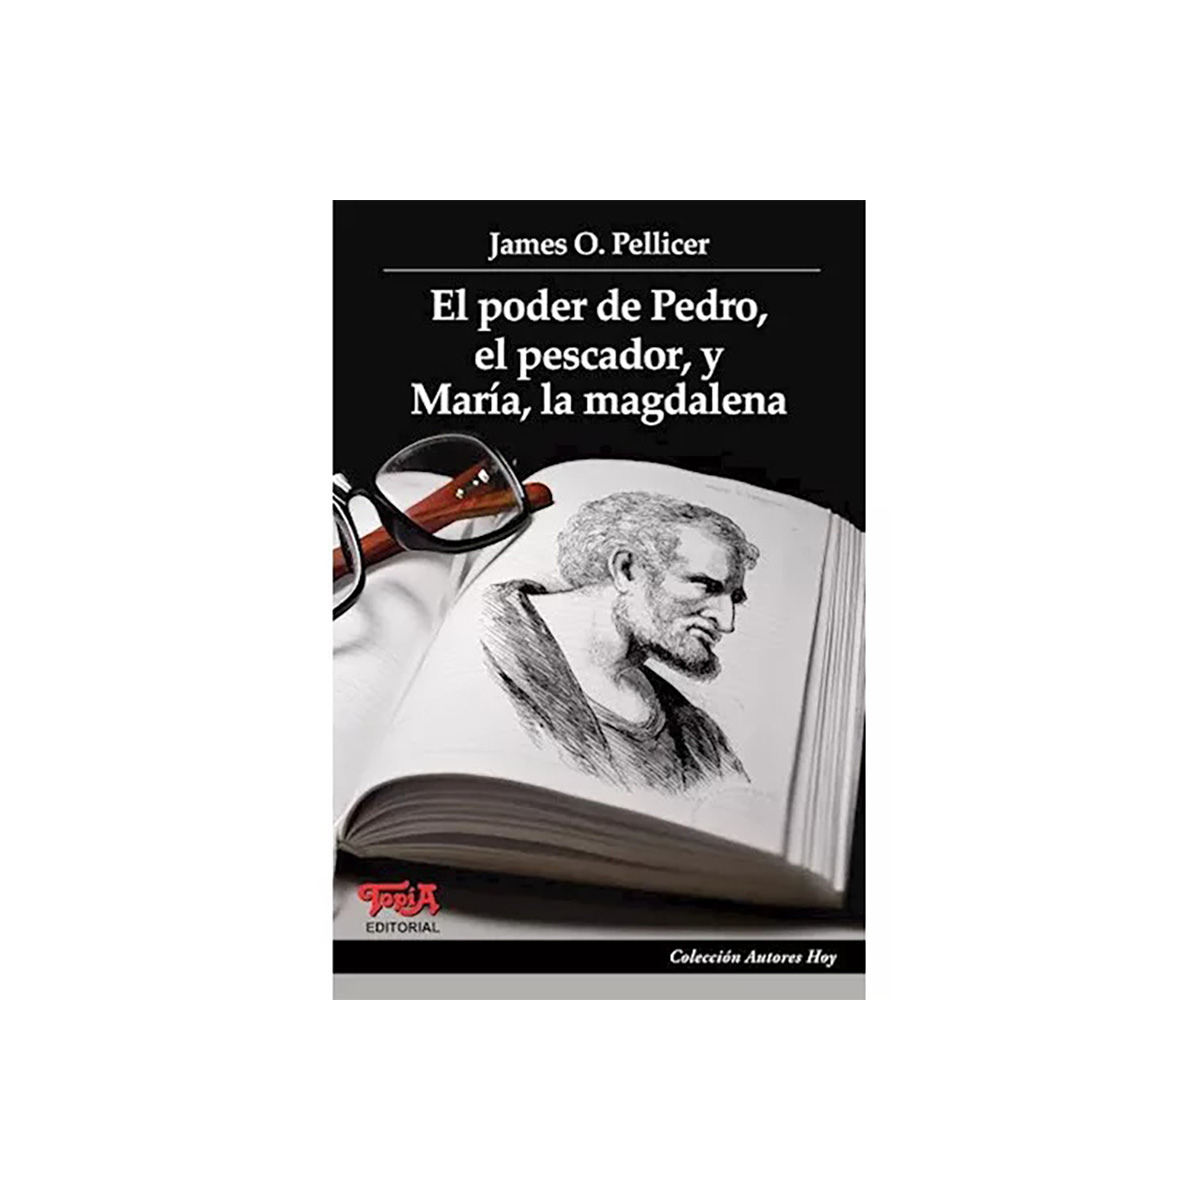 James O. Pellicer
El poder de Pedro,
el pescador, y
María, la magdalena
Topía
EDITORIAL
Colección Autores Hoy